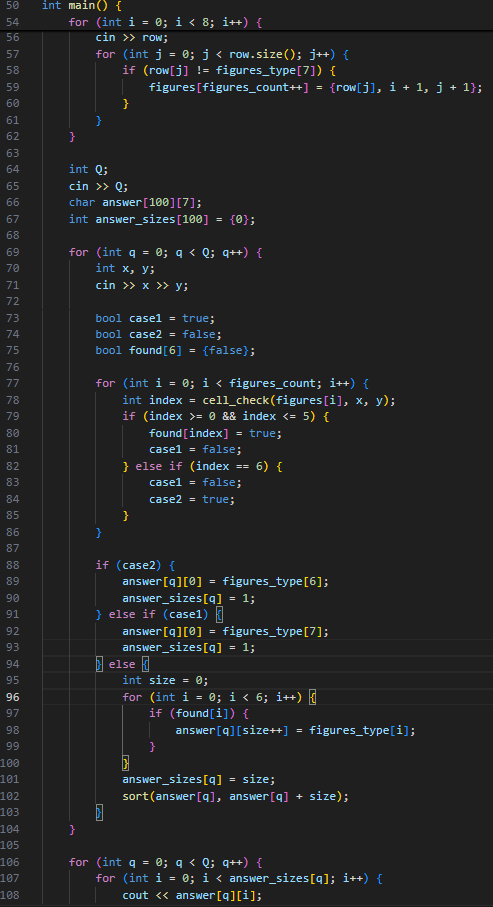 50 int main() {
54     for (int i = 0; i < 8; i++) {
56         cin >> row;
57         for (int j = 0; j < row.size(); j++) {
58             if (row[j] != figures_type[7]) {
59                 figures[figures_count++] = {row[j], i + 1, j + 1};
60             }
61         }
62     }
63
64     int Q;
65     cin >> Q;
66     char answer[100][7];
67     int answer_sizes[100] = {0};
68
69     for (int q = 0; q < Q; q++) {
70         int x, y;
71         cin >> x >> y;
72
73         bool case1 = true;
74         bool case2 = false;
75         bool found[6] = {false};
76
77         for (int i = 0; i < figures_count; i++) {
78             int index = cell_check(figures[i], x, y);
79             if (index >= 0 && index <= 5) {
80                 found[index] = true;
81                 case1 = false;
82             } else if (index == 6) {
83                 case1 = false;
84                 case2 = true;
85             }
86         }
87
88         if (case2) {
89             answer[q][0] = figures_type[6];
90             answer_sizes[q] = 1;
91         } else if (case1) {
92             answer[q][0] = figures_type[7];
93             answer_sizes[q] = 1;
94         } else {
95             int size = 0;
96             for (int i = 0; i < 6; i++) {
97                 if (found[i]) {
98                     answer[q][size++] = figures_type[i];
99                 }
100             }
101             answer_sizes[q] = size;
102             sort(answer[q], answer[q] + size);
103         }
104     }
105
106     for (int q = 0; q < Q; q++) {
107         for (int i = 0; i < answer_sizes[q]; i++) {
108             cout << answer[q][i];